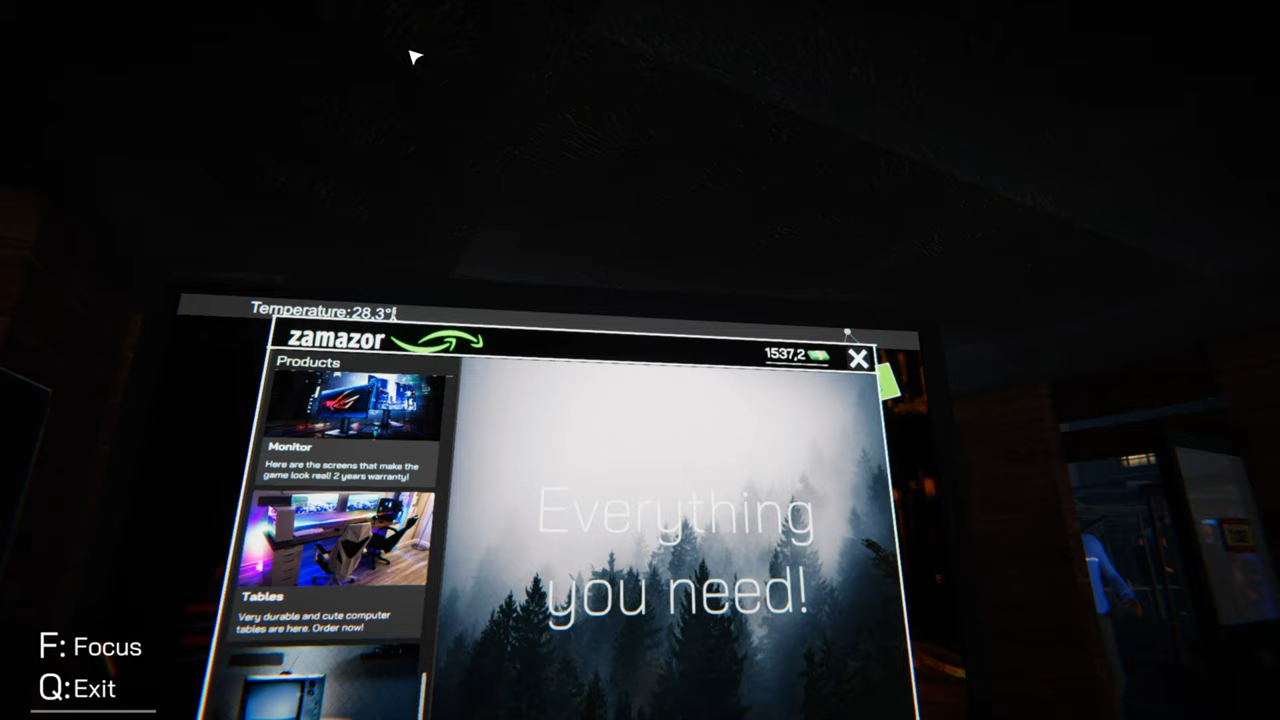 Temperature: 28,3°
zamazor
1537,2
Products
Monitor
Here are the screens that make the
game look real! 2 years warranty!
Everything
you need!
Tables
Very durable and cute computer
tables are here. Order now!
F: Focus
Q: Exit